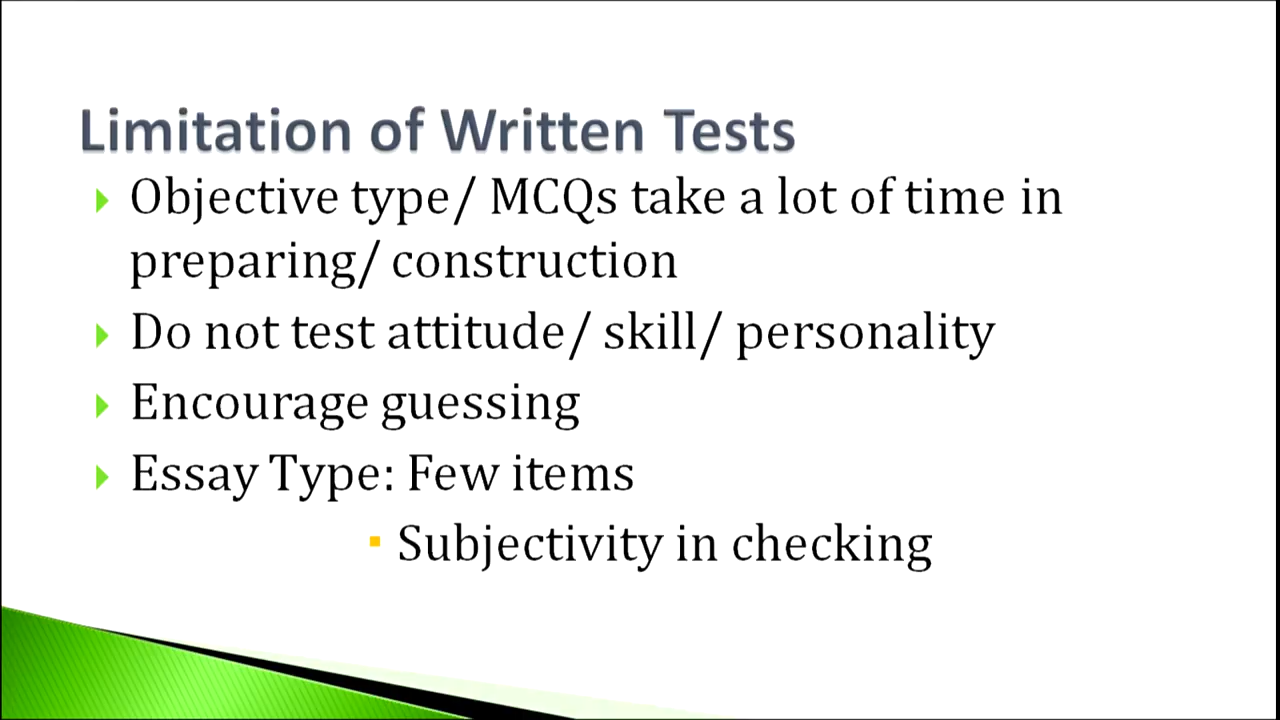 Limitation of Written Tests
Objective type/ MCQs take a lot of time in
preparing/ construction
Do not test attitude/ skill/ personality
Encourage guessing
Essay Type: Few items
Subjectivity in checking